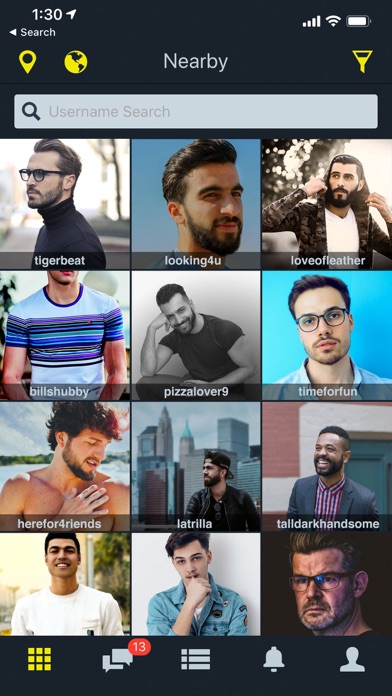 1:30
Search
Nearby
Username Search
tigerbeat
looking4u
loveofleather
billshubby
pizzalover9
timeforfun
herefor4riends
latrilla
talldarkhandsome
13